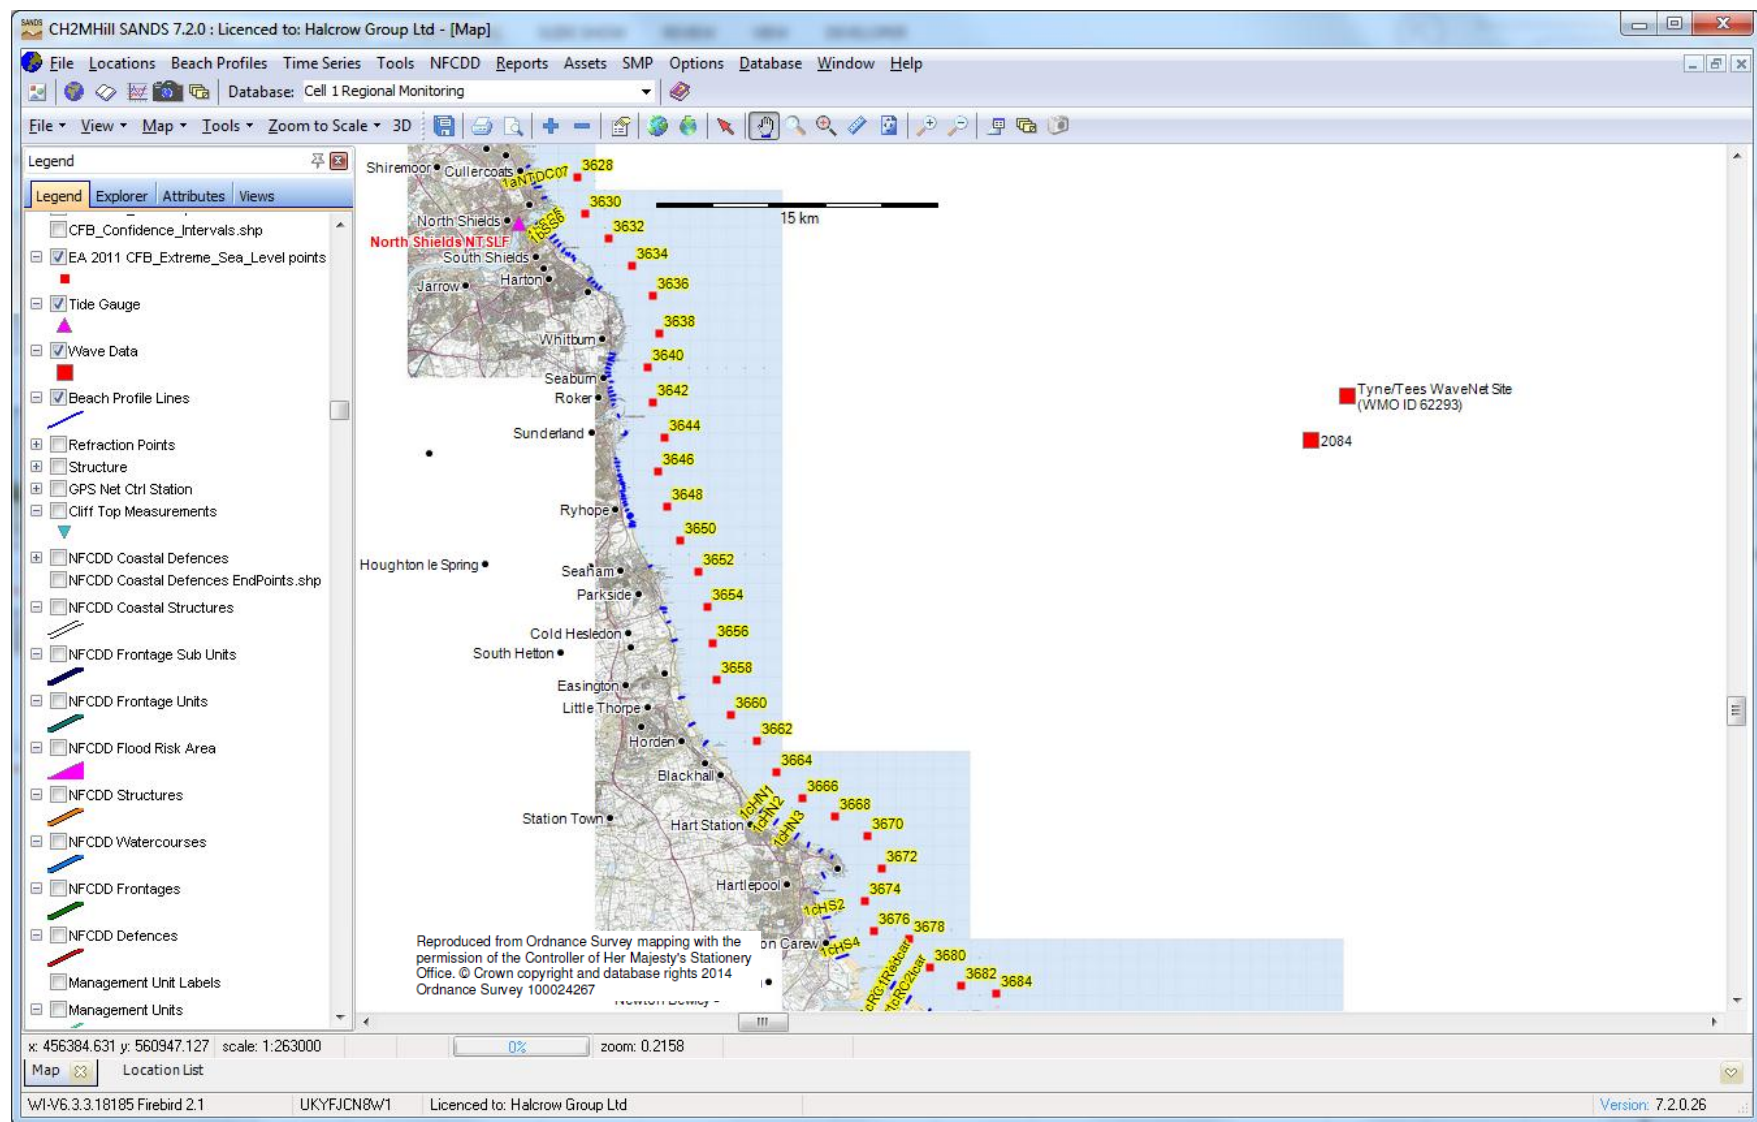 SANDS
CH2MHill SANDS 7.2.0 : Licenced to: Halcrow Group Ltd - [Map]
File Locations Beach Profiles Time Series Tools NFCDD Reports Assets SMP Options Database Window Help
Database: Cell 1 Regional Monitoring
File View Map Tools Zoom to Scale 3D
Legend
Legend Explorer Attributes Views
CFB_Confidence_Intervals.shp
EA 2011 CFB_Extreme_Sea_Level points
Tide Gauge
Wave Data
Beach Profile Lines
Refraction Points
Structure
GPS Net Ctrl Station
Cliff Top Measurements
NFCDD Coastal Defences
NFCDD Coastal Defences EndPoints.shp
NFCDD Coastal Structures
NFCDD Frontage Sub Units
NFCDD Frontage Units
NFCDD Flood Risk Area
NFCDD Structures
NFCDD Watercourses
NFCDD Frontages
NFCDD Defences
Management Unit Labels
Management Units
Shiremoor
Cullercoats
1aNTDC07
3628
3630
15 km
North Shields
1bSS6
3632
North Shields NTSLF
South Shields
3634
Jarrow
Harton
3636
3638
Whitburn
3640
Seaburn
3642
Roker
Tyne/Tees WaveNet Site
(WMO ID 62293)
Sunderland
3644
2084
3646
3648
Ryhope
3650
Houghton le Spring
Seaham
3652
Parkside
3654
Cold Hesledon
3656
South Hetton
3658
Easington
Little Thorpe
3660
Horden
3662
Blackhall
3664
1cHN1
3666
1cHN2
3668
Station Town
Hart Station
1cHN3
3670
3672
Hartlepool
3674
1cHS2
3676
3678
on Carew
1cHS4
3680
3682
3684
Reproduced from Ordnance Survey mapping with the
permission of the Controller of Her Majesty's Stationery
Office. © Crown copyright and database rights 2014
Ordnance Survey 100024267
x: 456384.631 y: 560947.127 scale: 1:263000 0% zoom: 0.2158
Map Location List
WI-V6.3.3.18185 Firebird 2.1 UKYFJCN8W1 Licenced to: Halcrow Group Ltd Version: 7.2.0.26